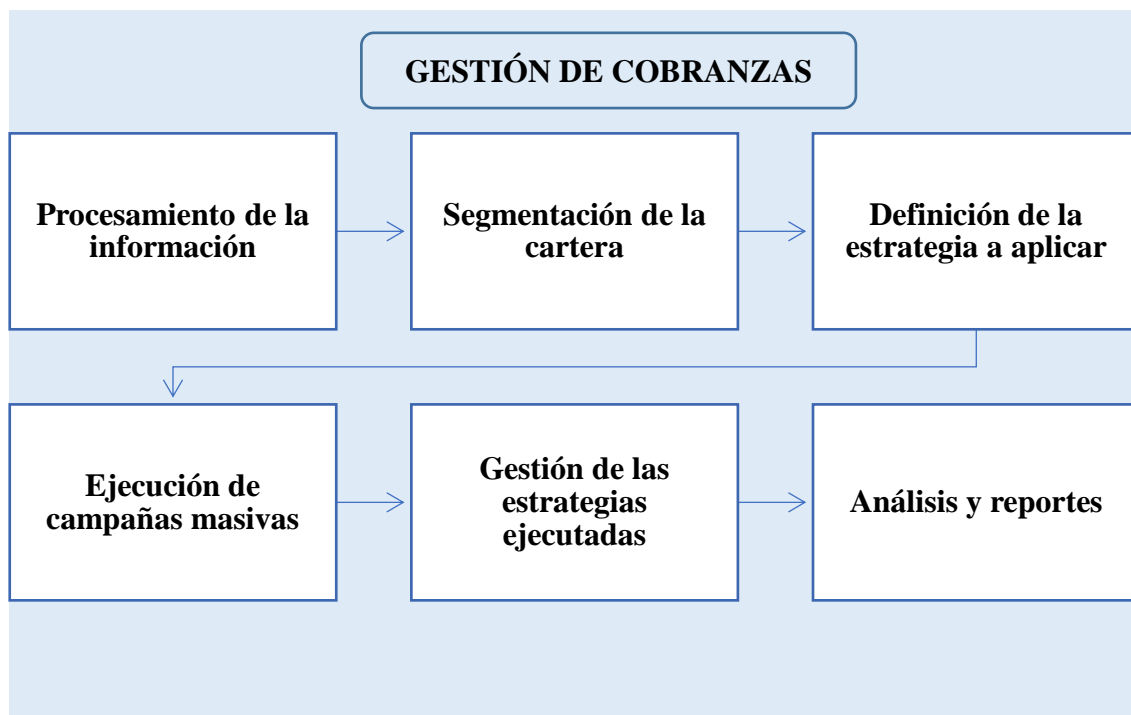 GESTIÓN DE COBRANZAS
Procesamiento de la
información
Segmentación de la
cartera
Definición de la
estrategia a aplicar
Ejecución de
campañas masivas
Gestión de las
estrategias
ejecutadas
Análisis y reportes